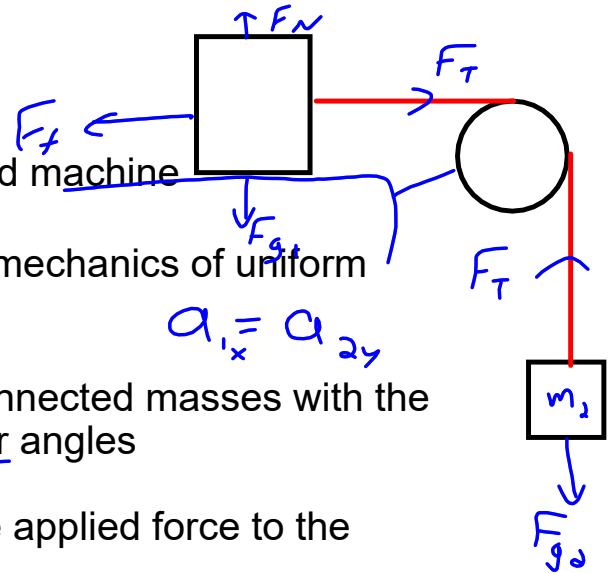 F_N
F_T
F_f
d machine
F_g1
mechanics of uniform
F_T
a_1x = a_2y
nnected masses with the
m_2
r angles
e applied force to the
F_g2